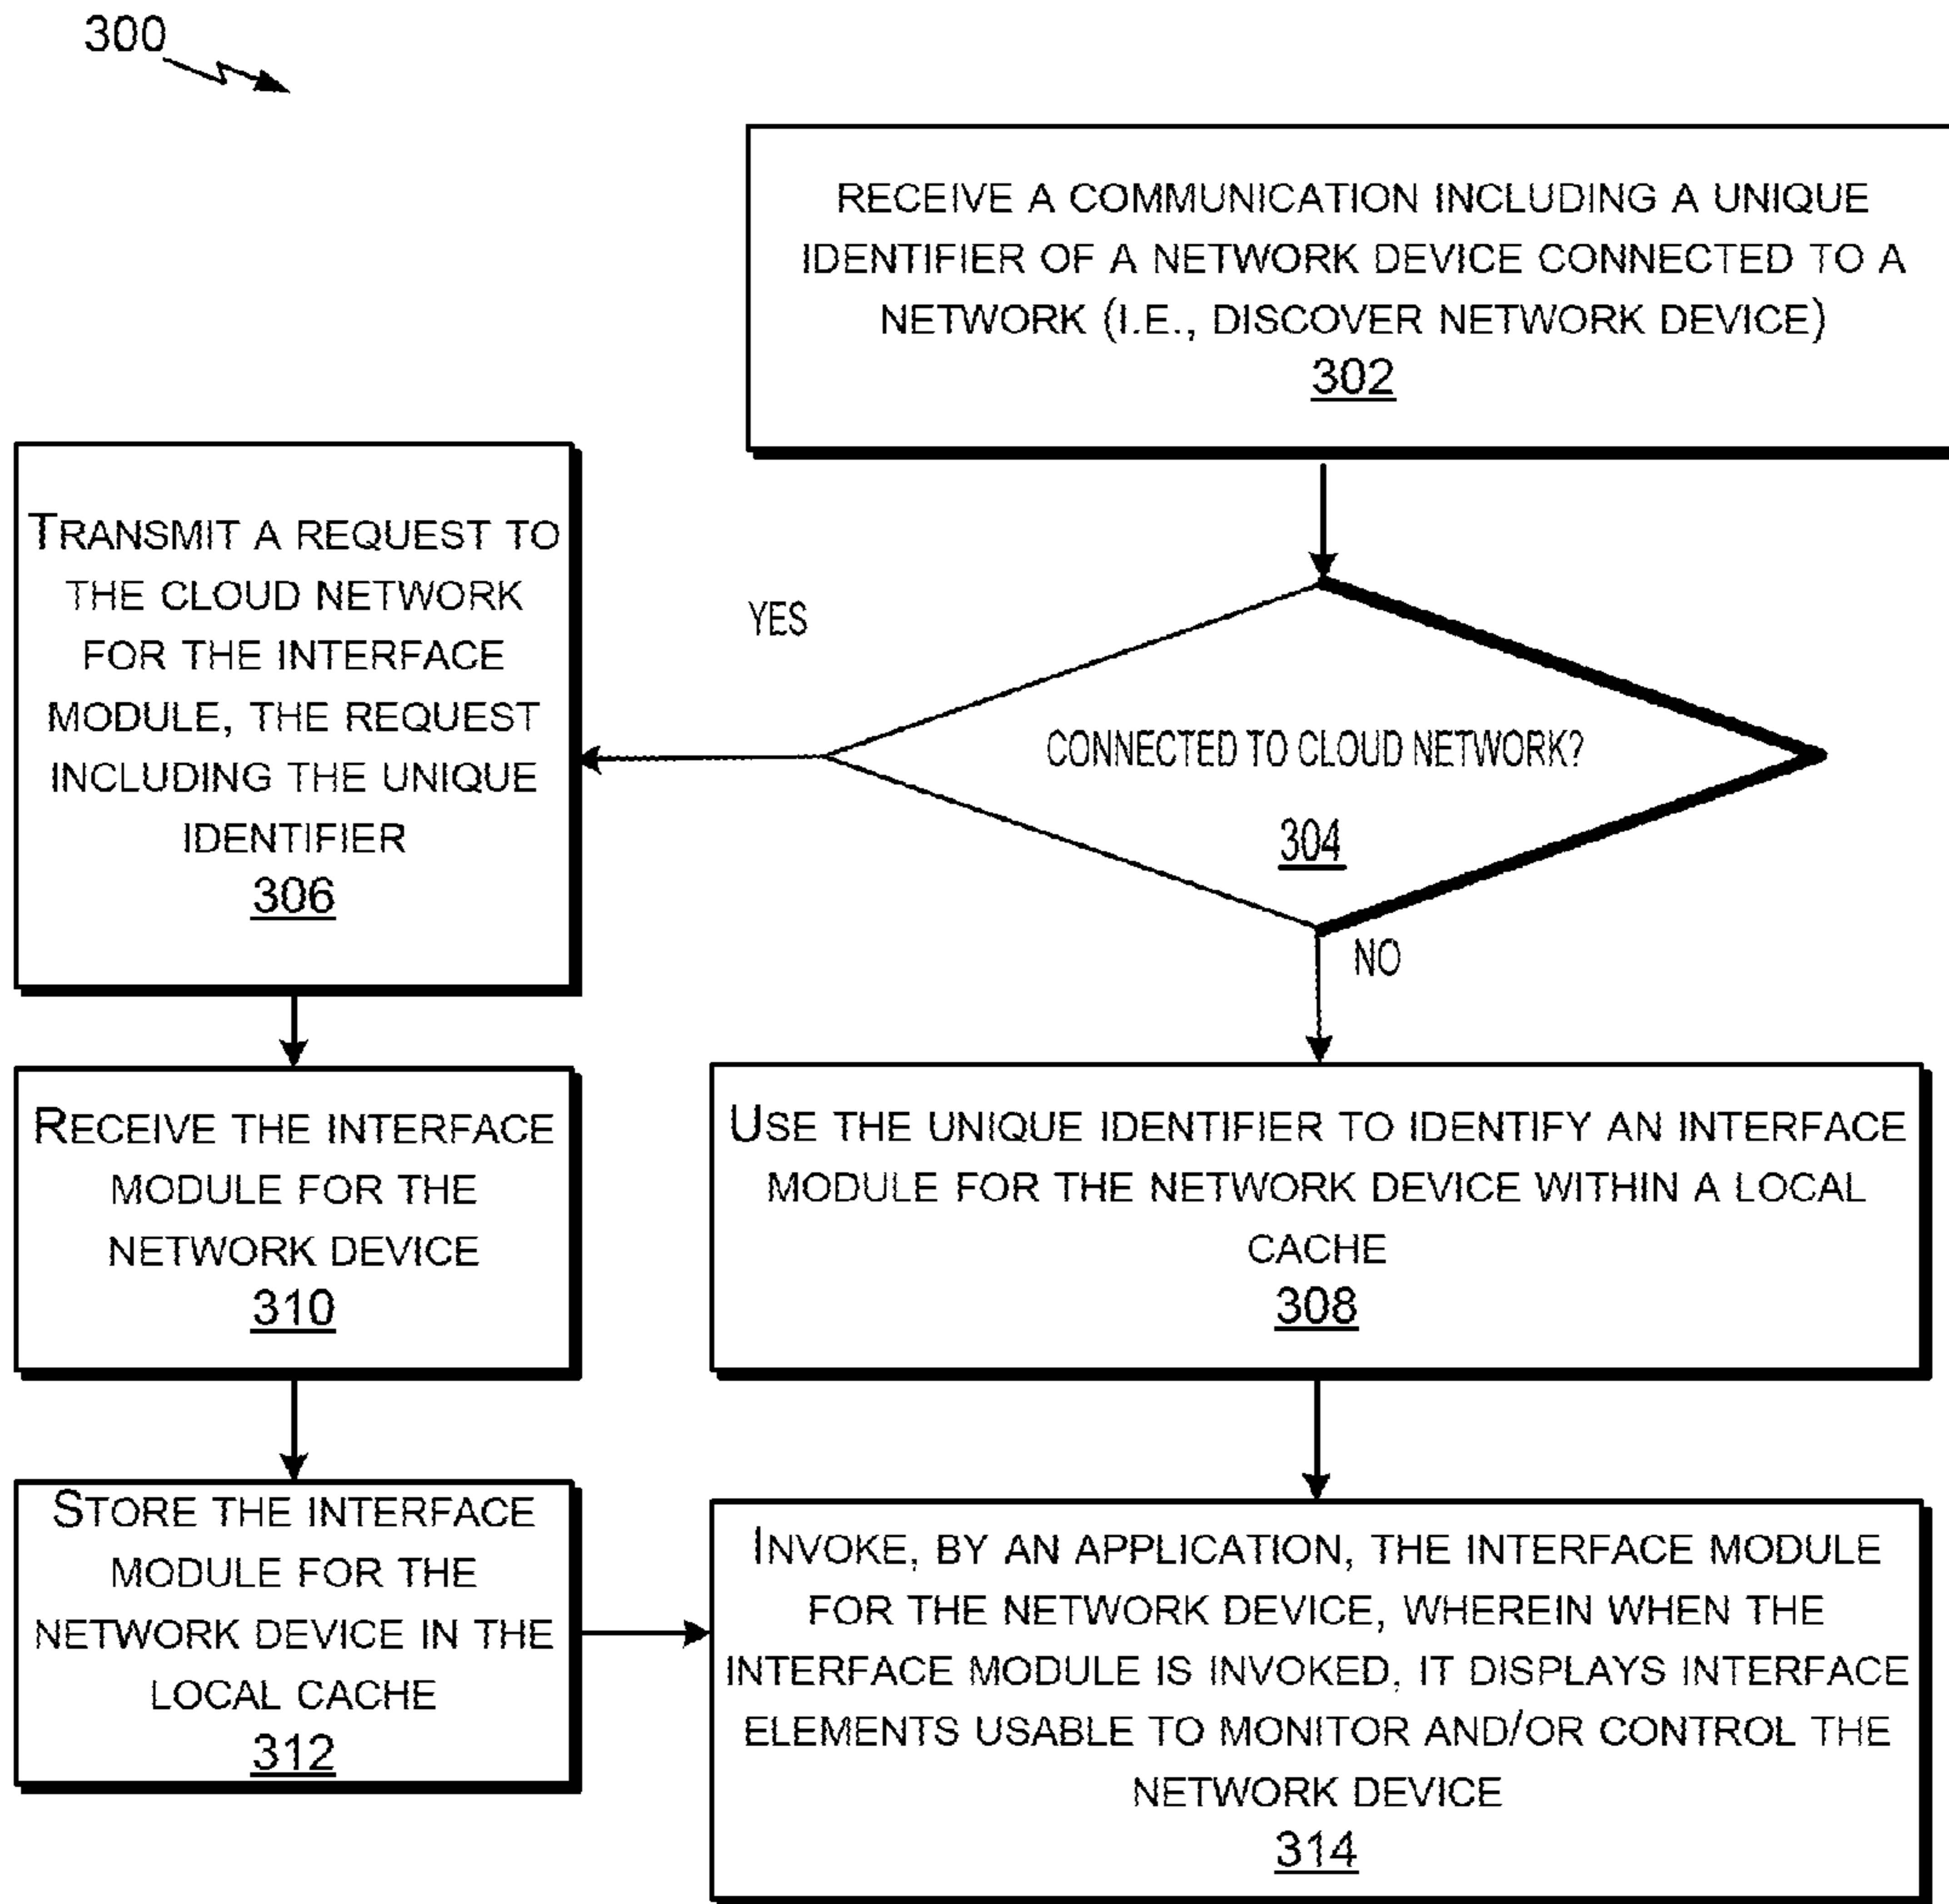 300
RECEIVE A COMMUNICATION INCLUDING A UNIQUE
IDENTIFIER OF A NETWORK DEVICE CONNECTED TO A
NETWORK (I.E., DISCOVER NETWORK DEVICE)
302
CONNECTED TO CLOUD NETWORK?
304
YES
NO
TRANSMIT A REQUEST TO
THE CLOUD NETWORK
FOR THE INTERFACE
MODULE, THE REQUEST
INCLUDING THE UNIQUE
IDENTIFIER
306
USE THE UNIQUE IDENTIFIER TO IDENTIFY AN INTERFACE
MODULE FOR THE NETWORK DEVICE WITHIN A LOCAL
CACHE
308
RECEIVE THE INTERFACE
MODULE FOR THE
NETWORK DEVICE
310
STORE THE INTERFACE
MODULE FOR THE
NETWORK DEVICE IN THE
LOCAL CACHE
312
INVOKE, BY AN APPLICATION, THE INTERFACE MODULE
FOR THE NETWORK DEVICE, WHEREIN WHEN THE
INTERFACE MODULE IS INVOKED, IT DISPLAYS INTERFACE
ELEMENTS USABLE TO MONITOR AND/OR CONTROL THE
NETWORK DEVICE
314